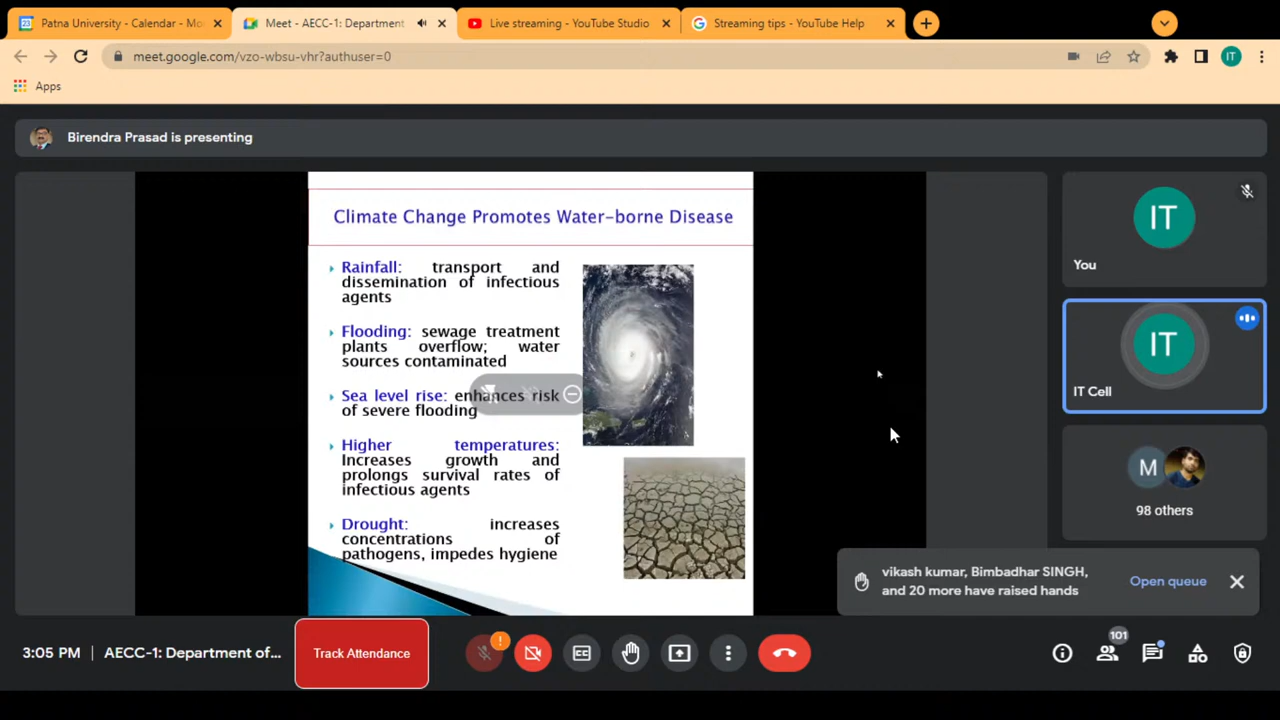 Patna University - Calendar - Mo
Meet - AECC-1: Department
Live streaming - YouTube Studio
Streaming tips - YouTube Help
meet.google.com/vzo-wbsu-vhr?authuser=0
IT
Apps
Birendra Prasad is presenting
Climate Change Promotes Water-borne Disease
Rainfall: transport and
dissemination of infectious
agents
Flooding: sewage treatment
plants overflow; water
sources contaminated
Sea level rise: enhances risk
of severe flooding
Higher temperatures:
Increases growth and
prolongs survival rates of
infectious agents
Drought: increases
concentrations of
pathogens, impedes hygiene
IT
You
IT
IT Cell
M
98 others
vikash kumar, Bimbadhar SINGH,
and 20 more have raised hands
Open queue
3:05 PM | AECC-1: Department of...
Track Attendance
101